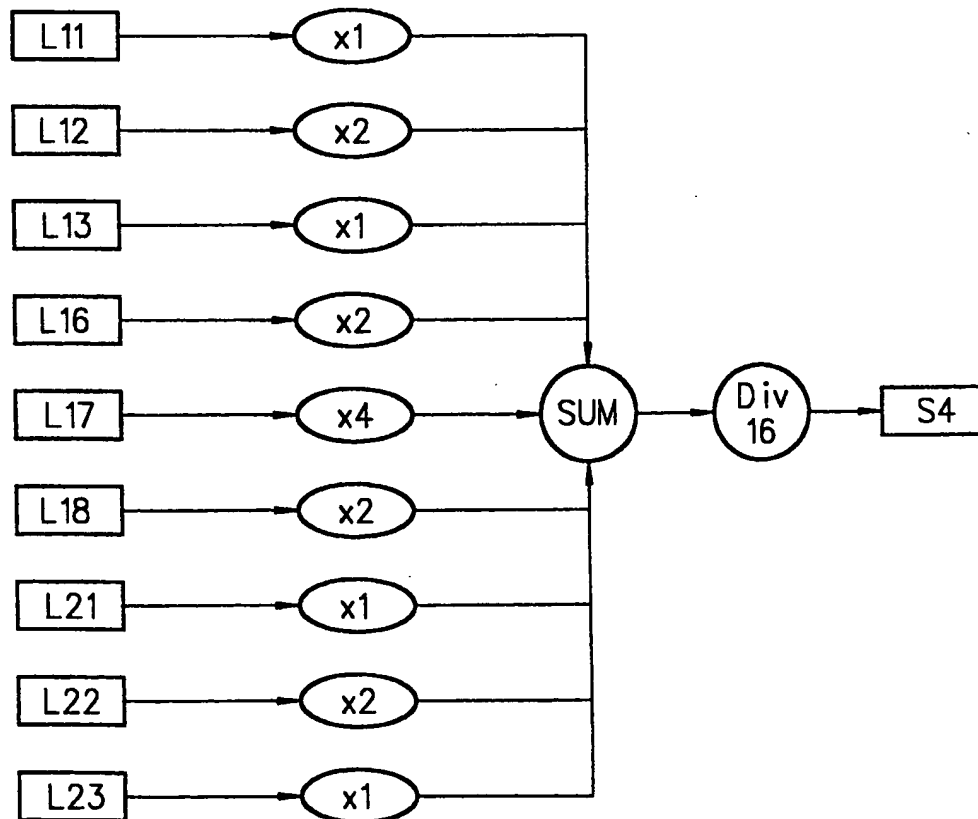 L11 x1
L12 x2
L13 x1
L16 x2
L17 x4 SUM Div 16 S4
L18 x2
L21 x1
L22 x2
L23 x1